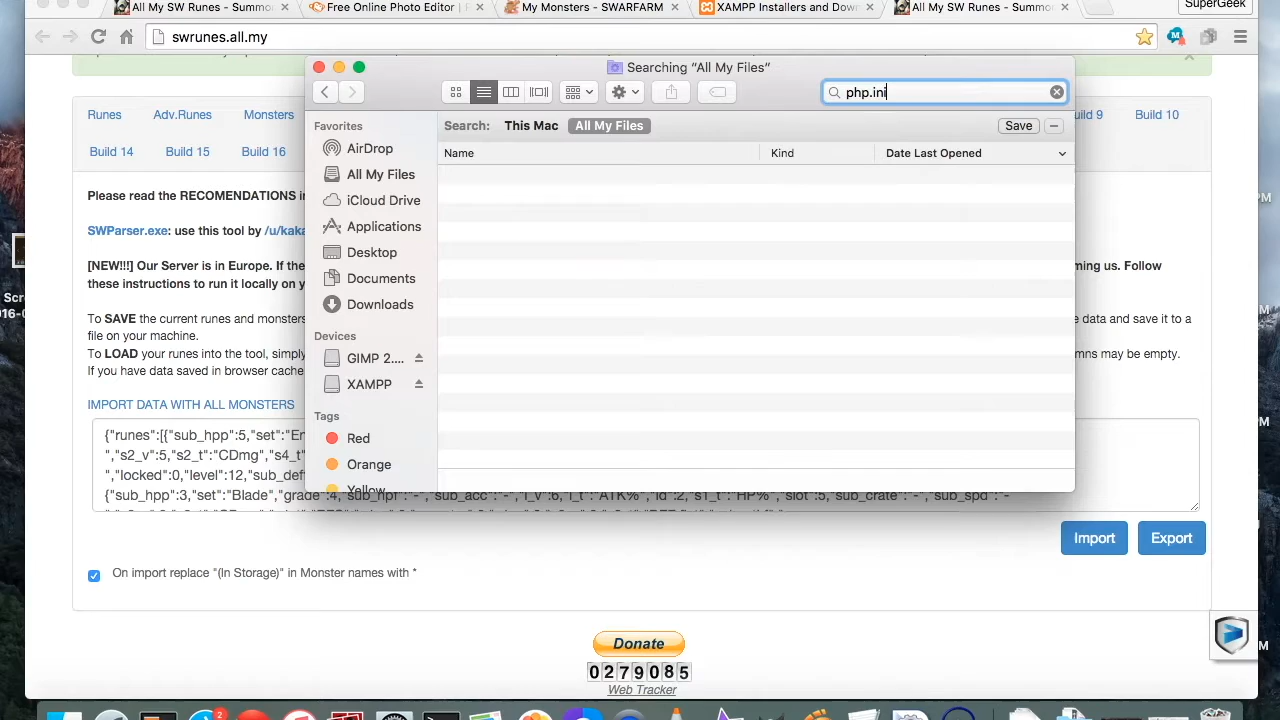 All My SW Runes - Summon
Free Online Photo Editor | F
My Monsters - SWARFARM
XAMPP Installers and Down
All My SW Runes - Summon
SuperGeek
swrunes.all.my
Searching “All My Files”
php.ini
Search: This Mac All My Files Save
Name Kind Date Last Opened
Favorites
AirDrop
All My Files
iCloud Drive
Applications
Desktop
Documents
Downloads
Devices
GIMP 2....
XAMPP
Tags
Red
Orange
Yellow
Runes Adv.Runes Monsters
Build 9 Build 10
Build 14 Build 15 Build 16
Please read the RECOMENDATIONS i
SWParser.exe: use this tool by /u/kaka
[NEW!!!] Our Server is in Europe. If the ming us. Follow
these instructions to run it locally on y
To SAVE the current runes and monsters e data and save it to a
file on your machine.
To LOAD your runes into the tool, simply mns may be empty.
If you have data saved in browser cache
IMPORT DATA WITH ALL MONSTERS
{"runes":[{"sub_hpp":5,"set":"En
","s2_v":5,"s2_t":"CDmg","s4_t"
,"locked":0,"level":12,"sub_def
{"sub_hpp":3,"set":"Blade","grade":4,"sub_hpf":"-","sub_acc":"-","i_v":6,"i_t":"ATK%","id":2,"s1_t":"HP%","slot":5,"sub_crate":"-","sub_spd":"-
Import Export
On import replace "(In Storage)" in Monster names with *
Donate
0279085
Web Tracker